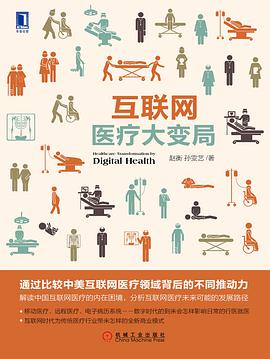 华章图书
互联网
医疗大变局
Healthcare Transformation by
Digital Health
赵衡 孙雯艺◎著
通过比较中美互联网医疗领域背后的不同推动力
解读中国互联网医疗的内在困境，分析互联网医疗未来可能的发展路径
●移动医疗、远程医疗、电子病历系统——数字时代的到来会怎样影响日常的行医就医
●互联网时代为传统医疗行业带来怎样的全新商业模式
机械工业出版社
CHINA MACHINE PRESS